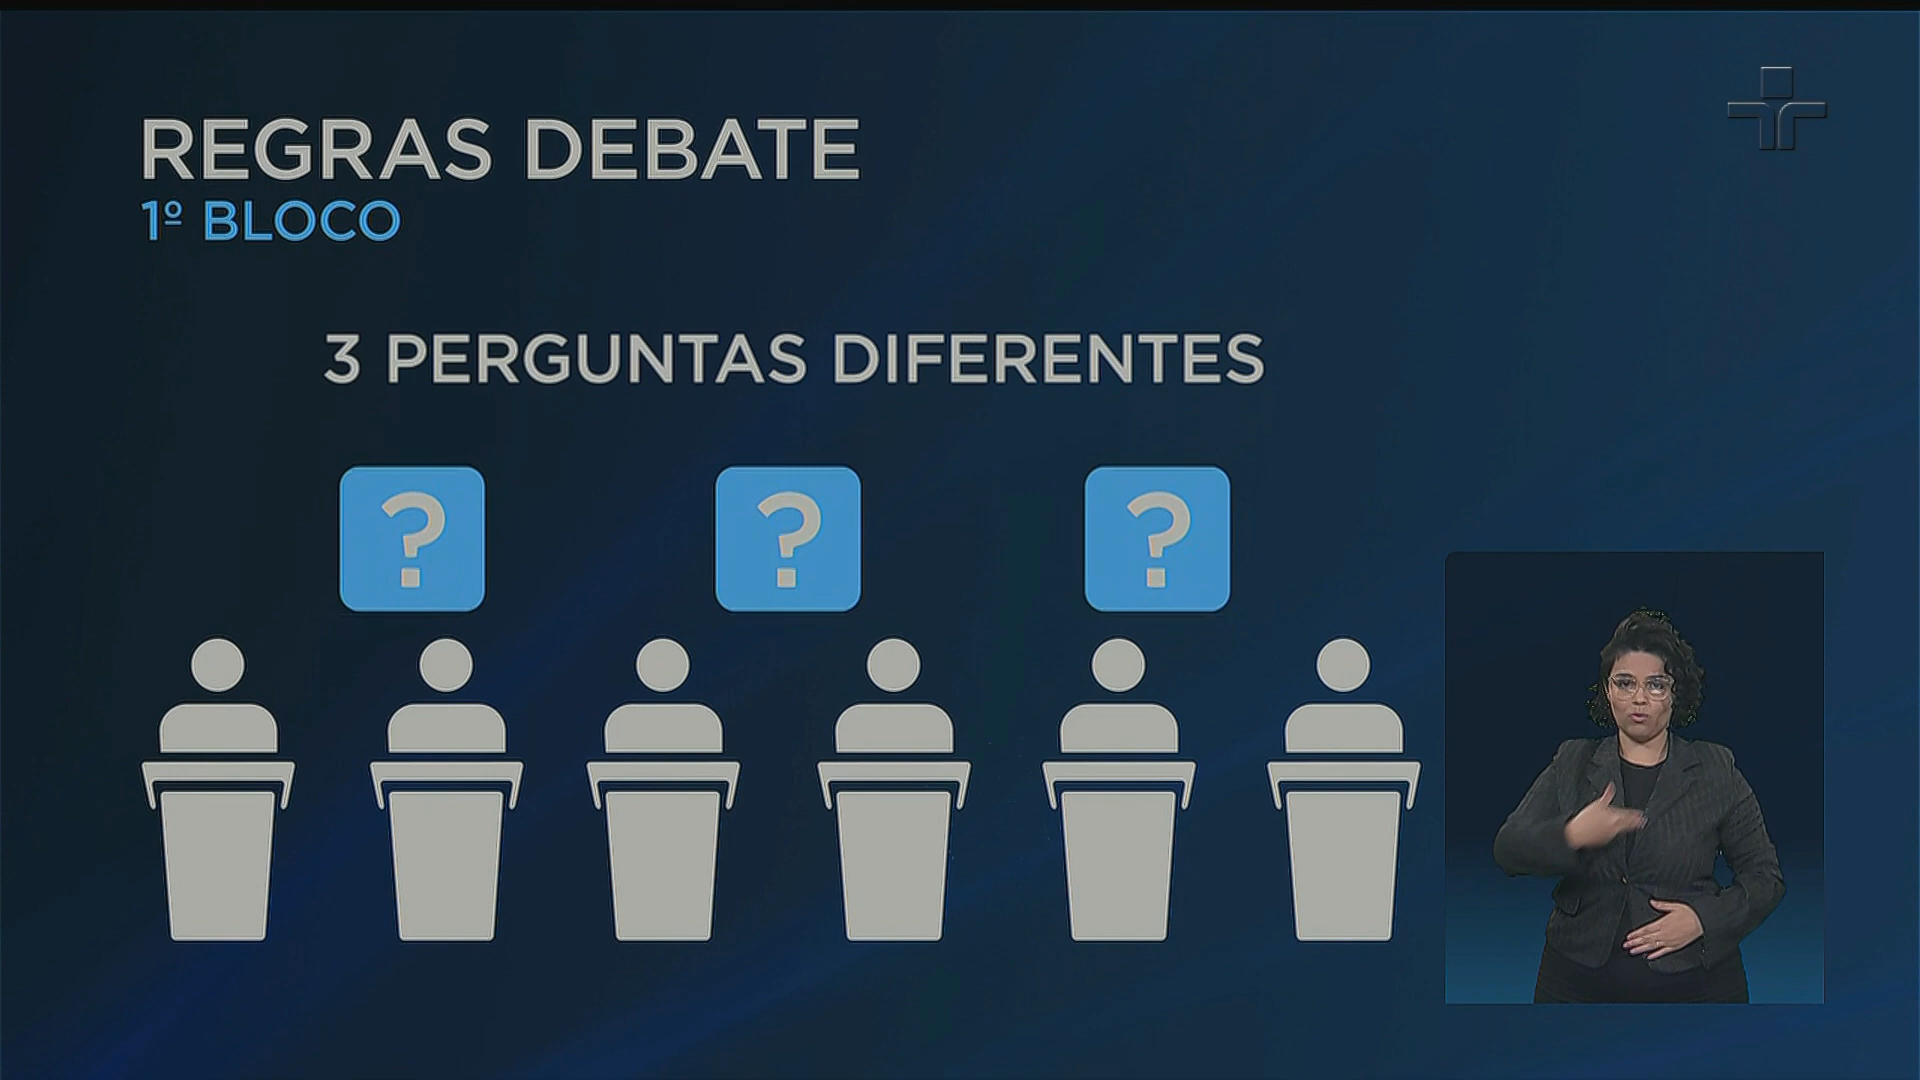 REGRAS DEBATE
1º BLOCO
3 PERGUNTAS DIFERENTES
? ? ?